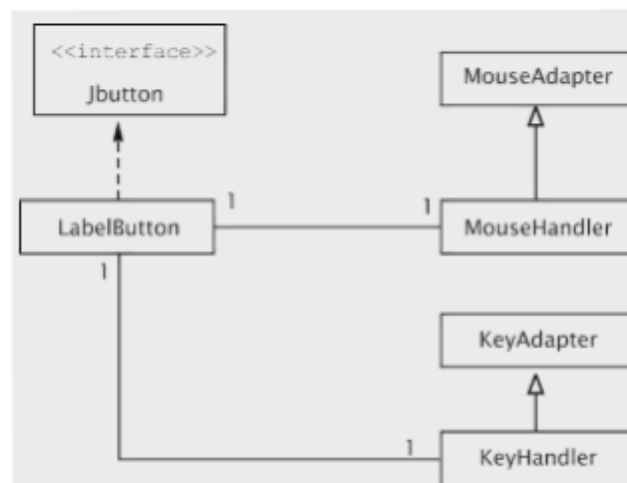 <<interface>>
Jbutton
MouseAdapter
LabelButton
1
1
MouseHandler
1
KeyAdapter
1
KeyHandler